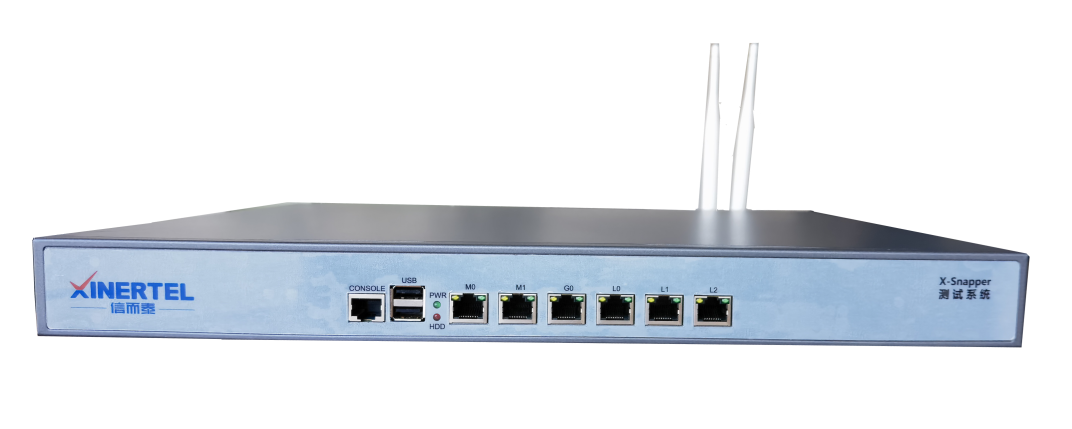 XINERTEL
信而泰
CONSOLE
USB
PWR
HDD
M0
M1
G0
L0
L1
L2
X-Snapper
测试系统